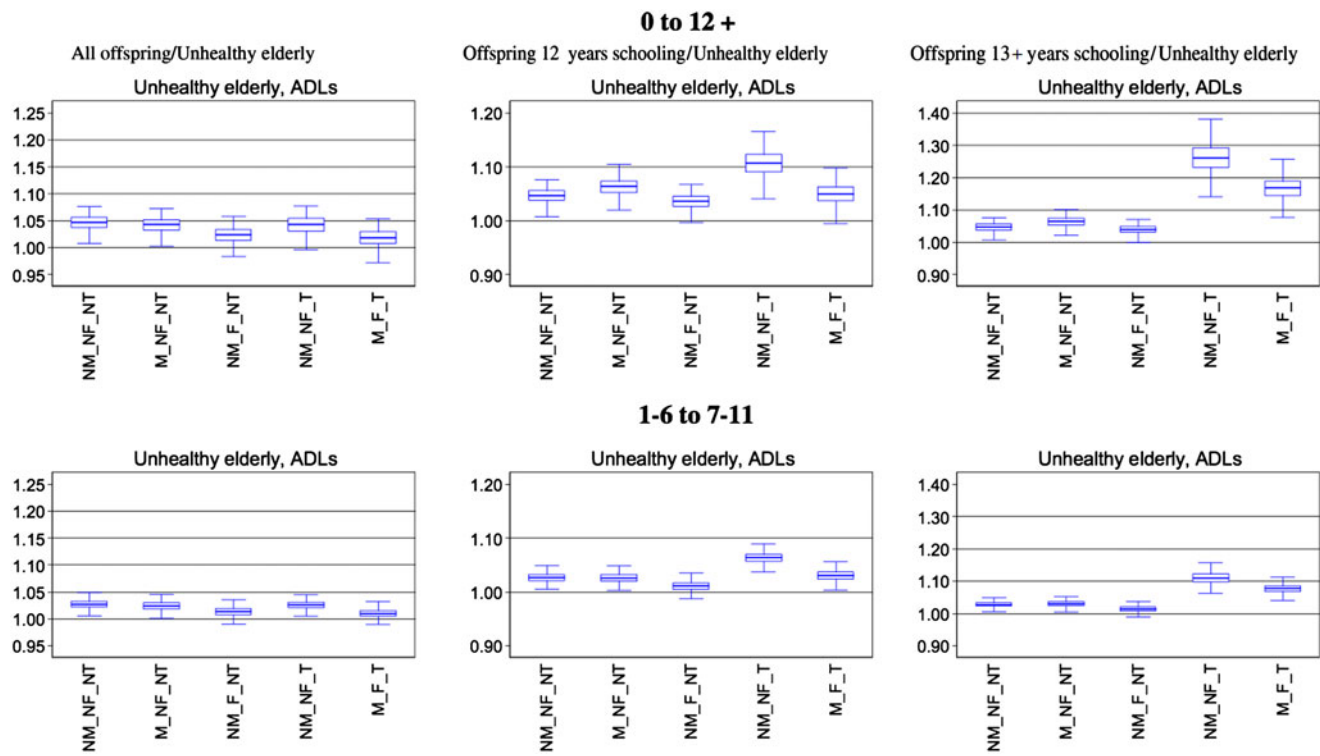 0 to 12 +
All offspring/Unhealthy elderly
Offspring 12 years schooling/Unhealthy elderly
Offspring 13+ years schooling/Unhealthy elderly
Unhealthy elderly, ADLs
1.25
1.20
1.15
1.10
1.05
1.00
0.95
NM_NF_NT
M_NF_NT
NM_F_NT
NM_NF_T
M_F_T
Unhealthy elderly, ADLs
1.20
1.10
1.00
0.90
NM_NF_NT
M_NF_NT
NM_F_NT
NM_NF_T
M_F_T
Unhealthy elderly, ADLs
1.40
1.30
1.20
1.10
1.00
0.90
NM_NF_NT
M_NF_NT
NM_F_NT
NM_NF_T
M_F_T
1-6 to 7-11
Unhealthy elderly, ADLs
1.25
1.20
1.15
1.10
1.05
1.00
0.95
NM_NF_NT
M_NF_NT
NM_F_NT
NM_NF_T
M_F_T
Unhealthy elderly, ADLs
1.20
1.10
1.00
0.90
NM_NF_NT
M_NF_NT
NM_F_NT
NM_NF_T
M_F_T
Unhealthy elderly, ADLs
1.40
1.30
1.20
1.10
1.00
0.90
NM_NF_NT
M_NF_NT
NM_F_NT
NM_NF_T
M_F_T